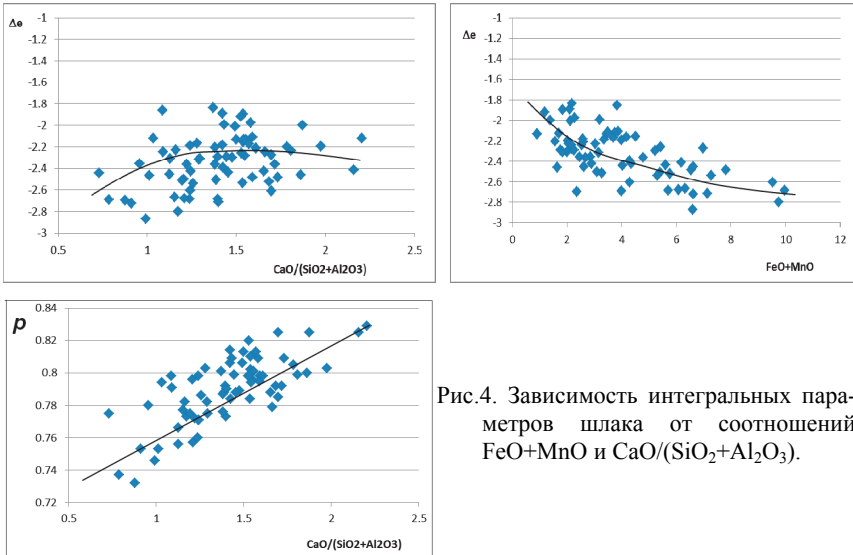 Δe
-1
-1.2
-1.4
-1.6
-1.8
-2
-2.2
-2.4
-2.6
-2.8
-3
0.5 1 1.5 2 2.5
CaO/(SiO2+Al2O3)
Δe
-1
-1.2
-1.4
-1.6
-1.8
-2
-2.2
-2.4
-2.6
-2.8
-3
0 2 4 6 8 10 12
FeO+MnO
p
0.84
0.82
0.8
0.78
0.76
0.74
0.72
0.5 1 1.5 2 2.5
CaO/(SiO2+Al2O3)
Рис.4. Зависимость интегральных пара-
метров шлака от соотношений
FeO+MnO и CaO/(SiO₂+Al₂O₃).